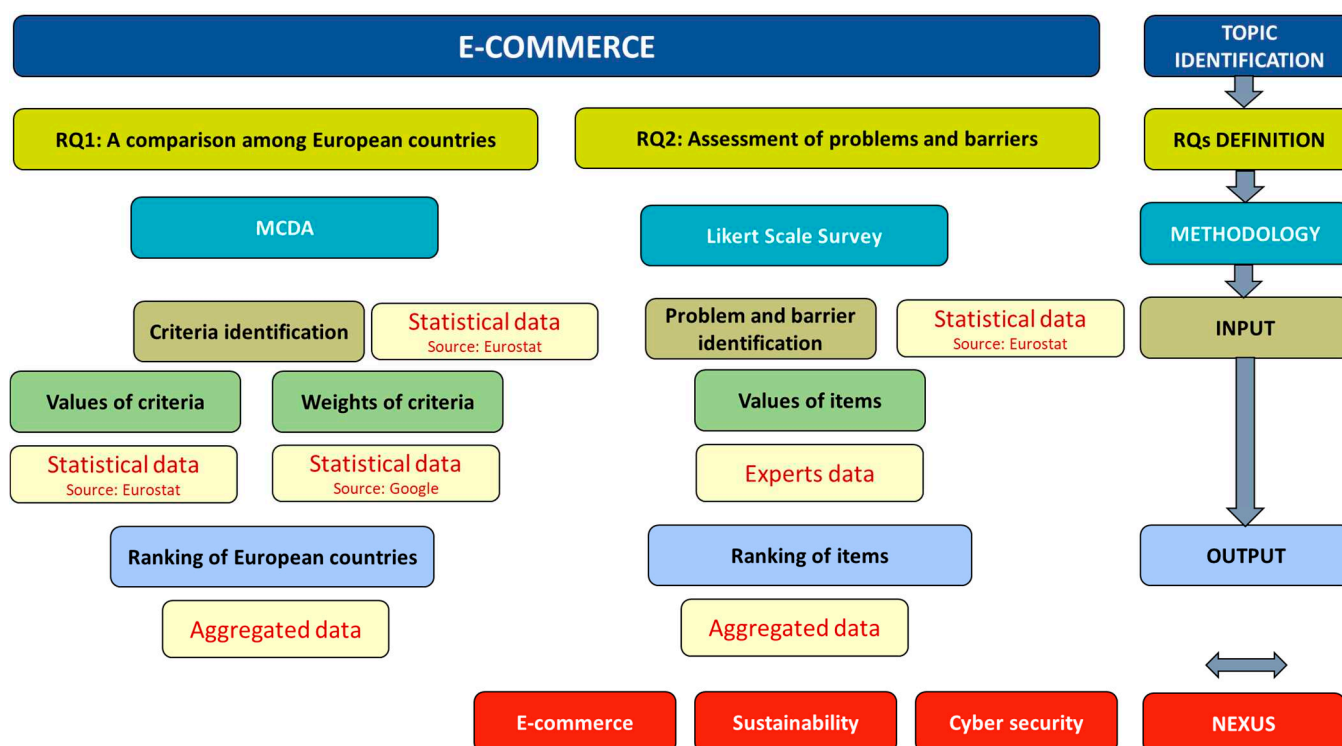 E-COMMERCE
TOPIC
IDENTIFICATION
RQ1: A comparison among European countries
RQ2: Assessment of problems and barriers
RQs DEFINITION
MCDA
Likert Scale Survey
METHODOLOGY
Criteria identification
Statistical data
Source: Eurostat
Problem and barrier
identification
Statistical data
Source: Eurostat
INPUT
Values of criteria
Weights of criteria
Values of items
Statistical data
Source: Eurostat
Statistical data
Source: Google
Experts data
Ranking of European countries
Ranking of items
OUTPUT
Aggregated data
Aggregated data
E-commerce
Sustainability
Cyber security
NEXUS